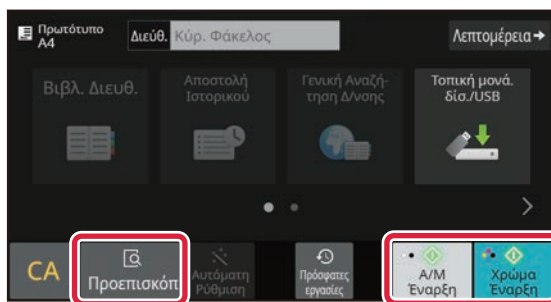 Πρωτότυπο
A4
Διεύθ. Κύρ. Φάκελος
Λεπτομέρεια
Βιβλ. Διευθ.
Αποστολή
Ιστορικού
Γενική Αναζή-
τηση Δ/νσης
Τοπική μονά.
δίσ./USB
CA
Προεπισκόπ
Αυτόματη
Ρύθμιση
Πρόσφατες
εργασίες
Α/Μ
Έναρξη
Χρώμα
Έναρξη